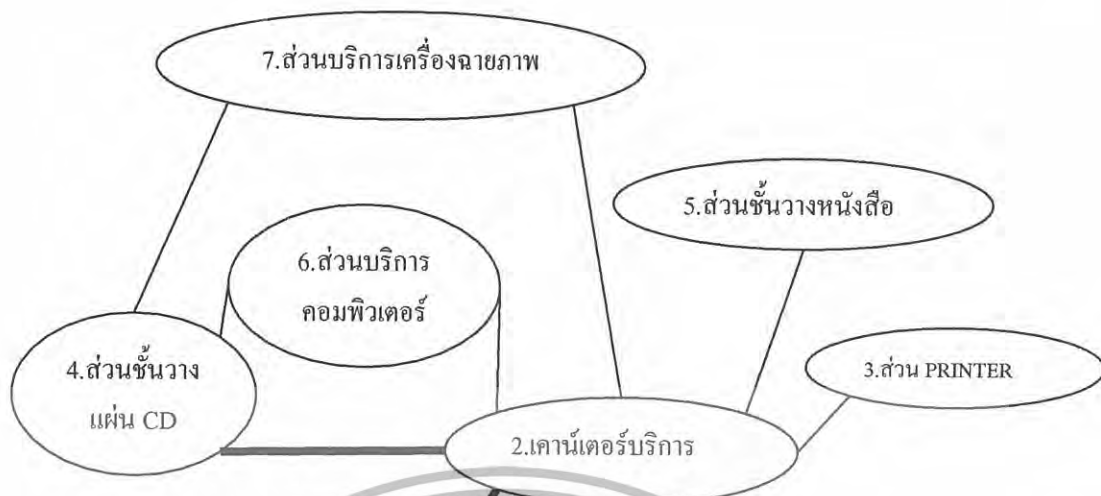 7.ส่วนบริการเครื่องฉายภาพ
5.ส่วนชั้นวางหนังสือ
6.ส่วนบริการ
คอมพิวเตอร์
4.ส่วนชั้นวาง
แผ่น CD
3.ส่วน PRINTER
2.เคาน์เตอร์บริการ